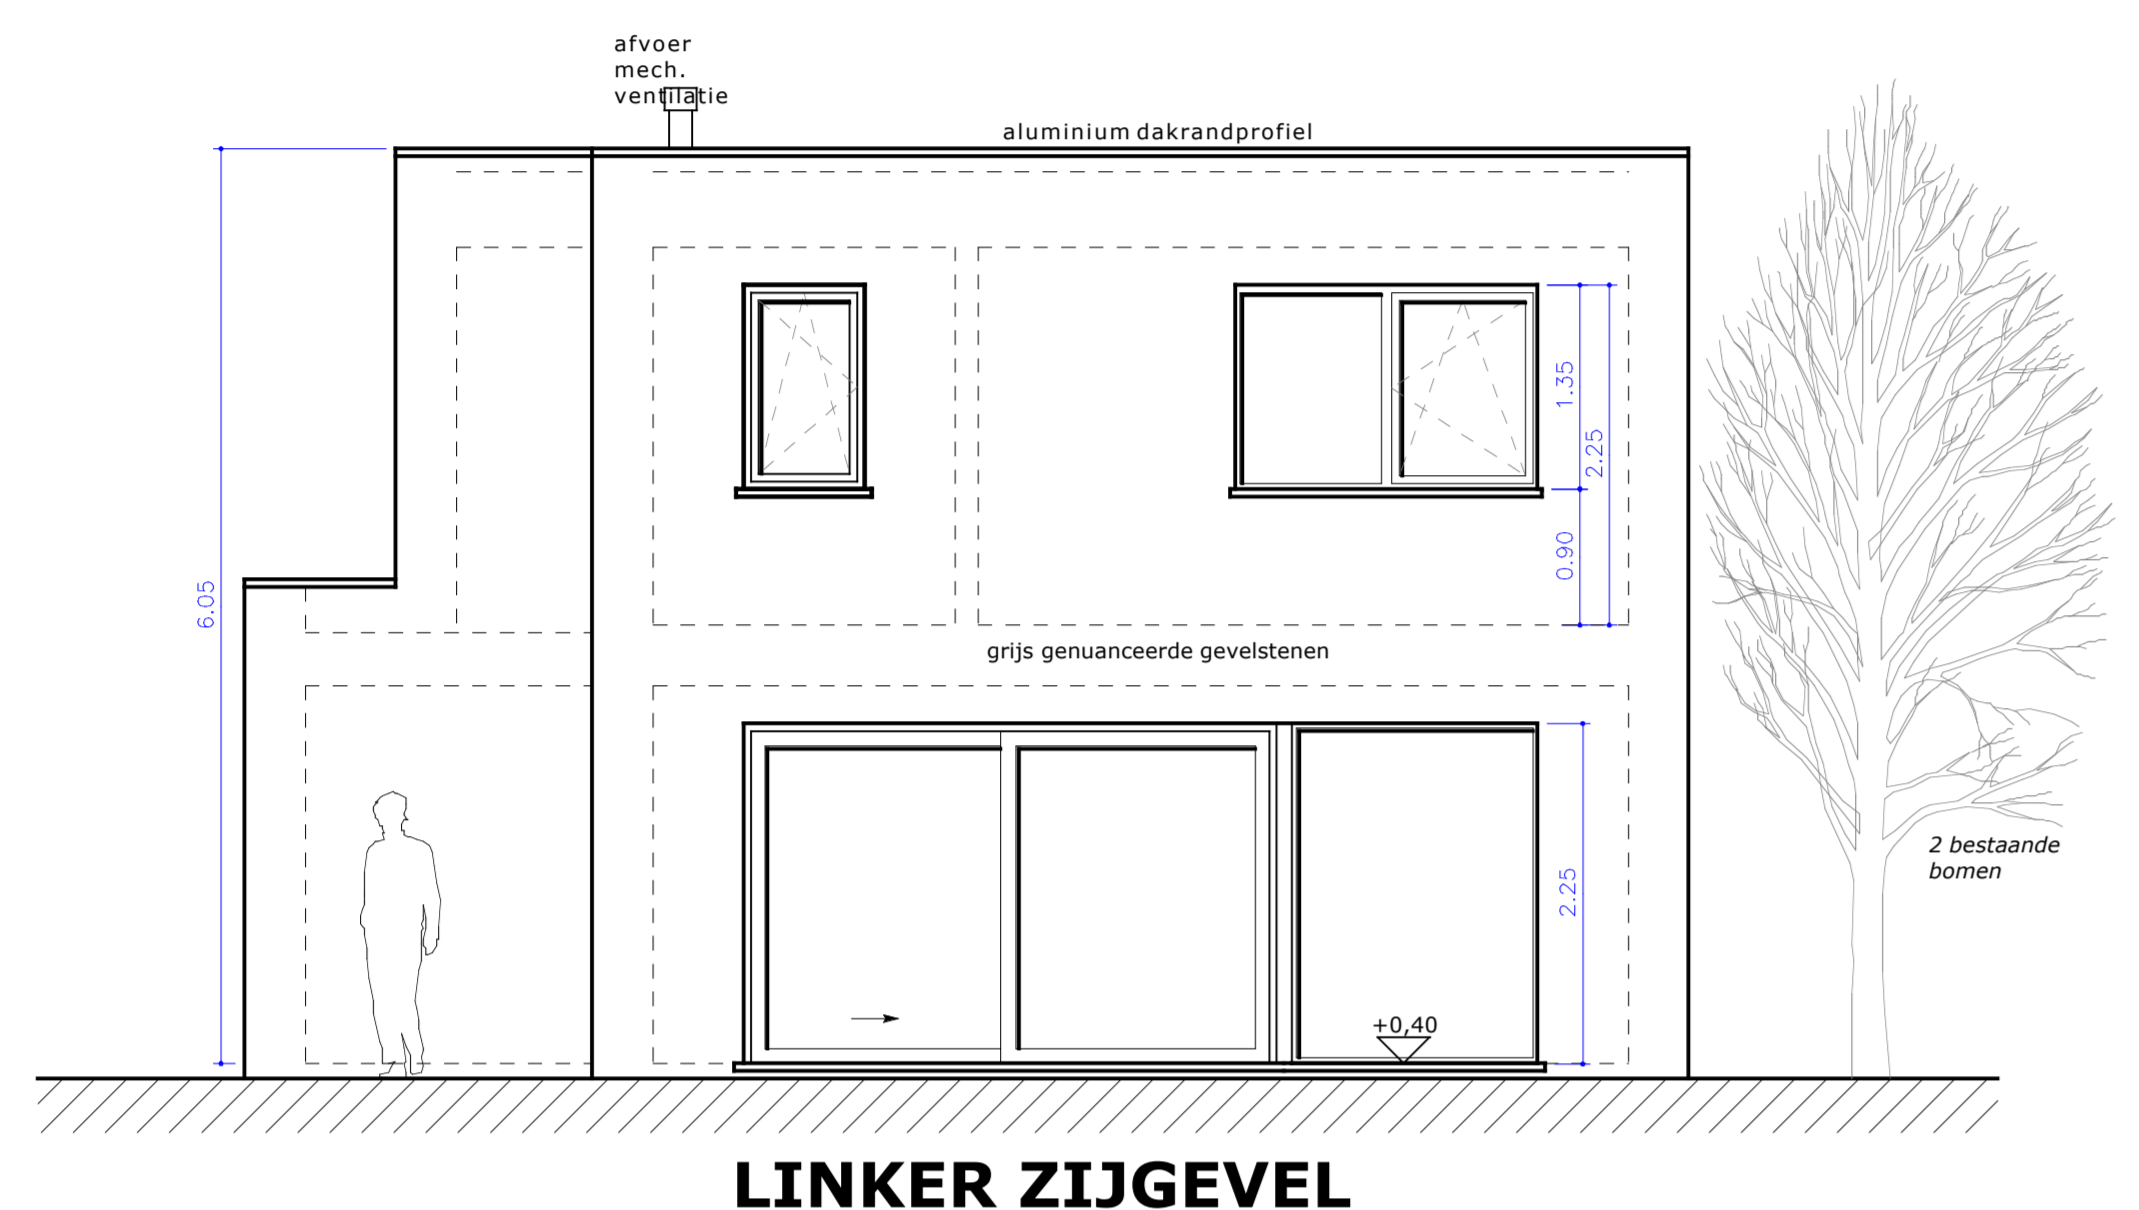 afvoer
mech.
ventilatie
aluminium dakrandprofiel
1.35
2.25
0.90
6.05
grijs genuanceerde gevelstenen
2.25
2 bestaande
bomen
+0,40
LINKER ZIJGEVEL